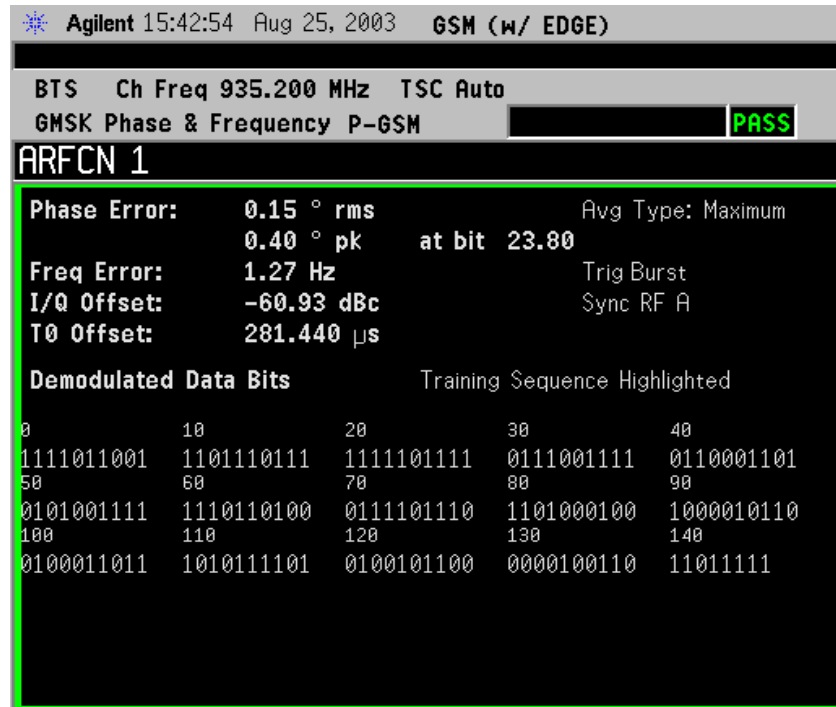 Agilent 15:42:54 Aug 25, 2003 GSM (w/ EDGE)
BTS Ch Freq 935.200 MHz TSC Auto
GMSK Phase & Frequency P-GSM PASS
ARFCN 1
Phase Error: 0.15 ° rms Avg Type: Maximum
0.40 ° pk at bit 23.80
Freq Error: 1.27 Hz Trig Burst
I/Q Offset: -60.93 dBc Sync RF A
T0 Offset: 281.440 µs
Demodulated Data Bits Training Sequence Highlighted
0 10 20 30 40
1111011001 1101110111 1111101111 0111001111 0110001101
50 60 70 80 90
0101001111 1110110100 0111101110 1101000100 1000010110
100 110 120 130 140
0100011011 1010111101 0100101100 0000100110 11011111